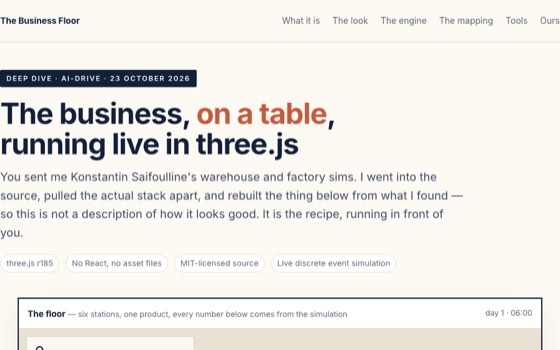 The Business Floor
What it is The look The engine The mapping Tools Ours
DEEP DIVE · AI-DRIVE · 23 OCTOBER 2026
The business, on a table,
running live in three.js
You sent me Konstantin Saifoulline's warehouse and factory sims. I went into the
source, pulled the actual stack apart, and rebuilt the thing below from what I found —
so this is not a description of how it looks good. It is the recipe, running in front of
you.
three.js r185 No React, no asset files MIT-licensed source Live discrete event simulation
The floor — six stations, one product, every number below comes from the simulation
day 1 · 06:00